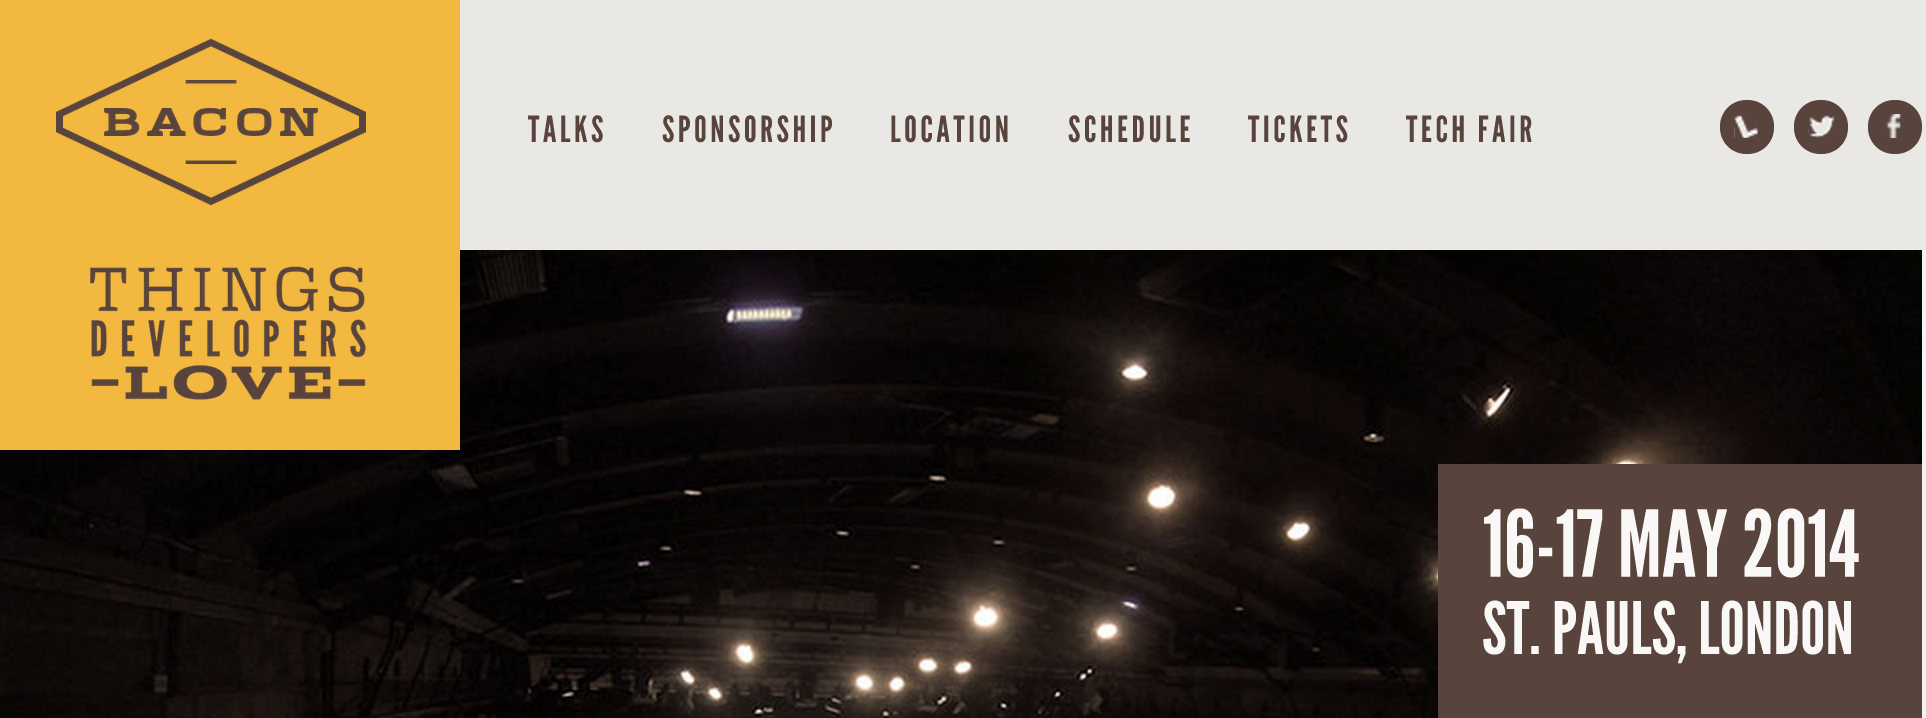 BACON
THINGS
DEVELOPERS
-LOVE-
TALKS SPONSORSHIP LOCATION SCHEDULE TICKETS TECH FAIR
16-17 MAY 2014
ST. PAULS, LONDON